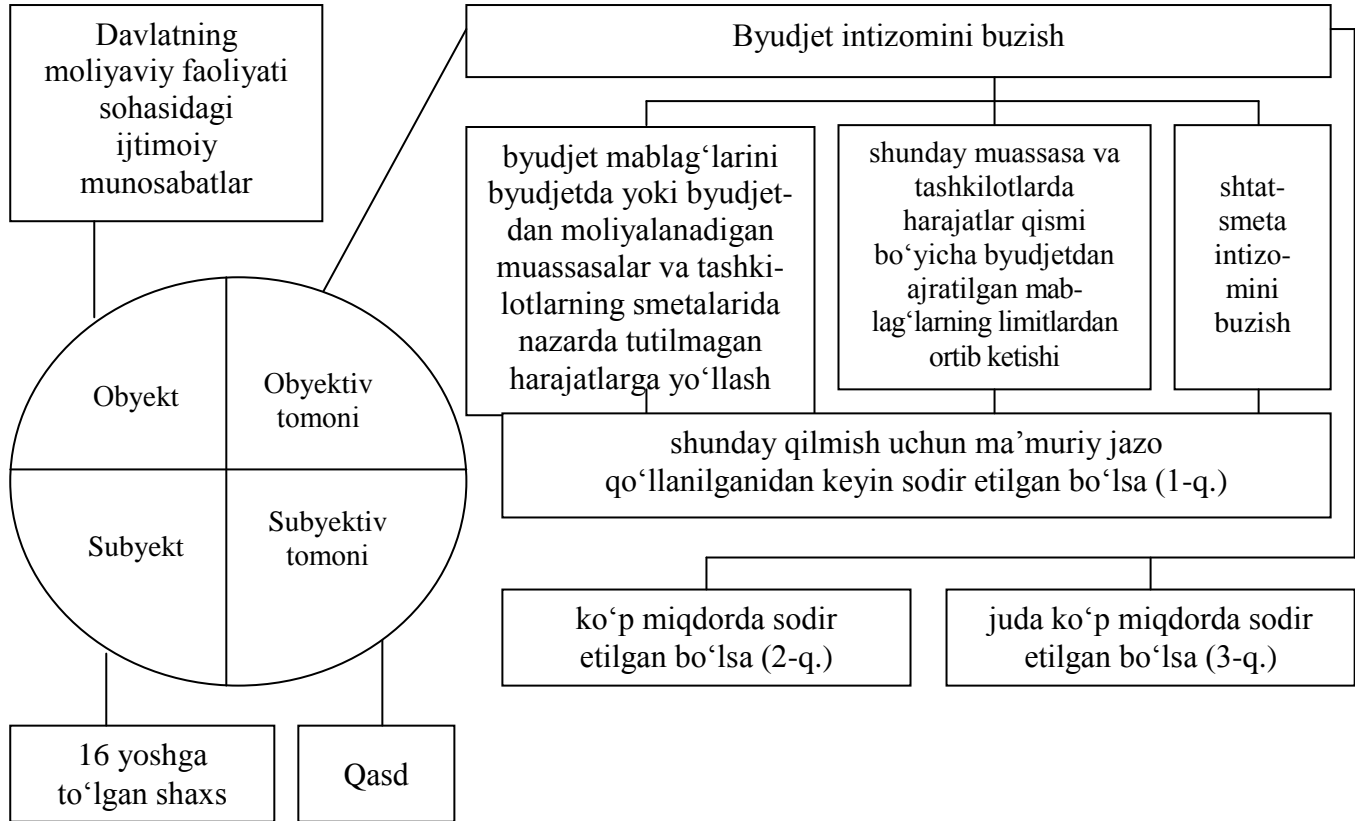 Davlatning
moliyaviy faoliyati
sohasidagi
ijtimoiy
munosabatlar
Byudjet intizomini buzish
byudjet mablag‘larini
byudjetda yoki byudjet-
dan moliyalanadigan
muassasalar va tashki-
lotlarning smetalarida
nazarda tutilmagan
harajatlarga yo‘llash
shunday muassasa va
tashkilotlarda
harajatlar qismi
bo‘yicha byudjetdan
ajratilgan mab-
lag‘larning limitlardan
ortib ketishi
shtat-
smeta
intizo-
mini
buzish
Obyekt
Obyektiv
tomoni
shunday qilmish uchun ma’muriy jazo
qo‘llanilganidan keyin sodir etilgan bo‘lsa (1-q.)
Subyekt
Subyektiv
tomoni
ko‘p miqdorda sodir
etilgan bo‘lsa (2-q.)
juda ko‘p miqdorda sodir
etilgan bo‘lsa (3-q.)
16 yoshga
to‘lgan shaxs
Qasd